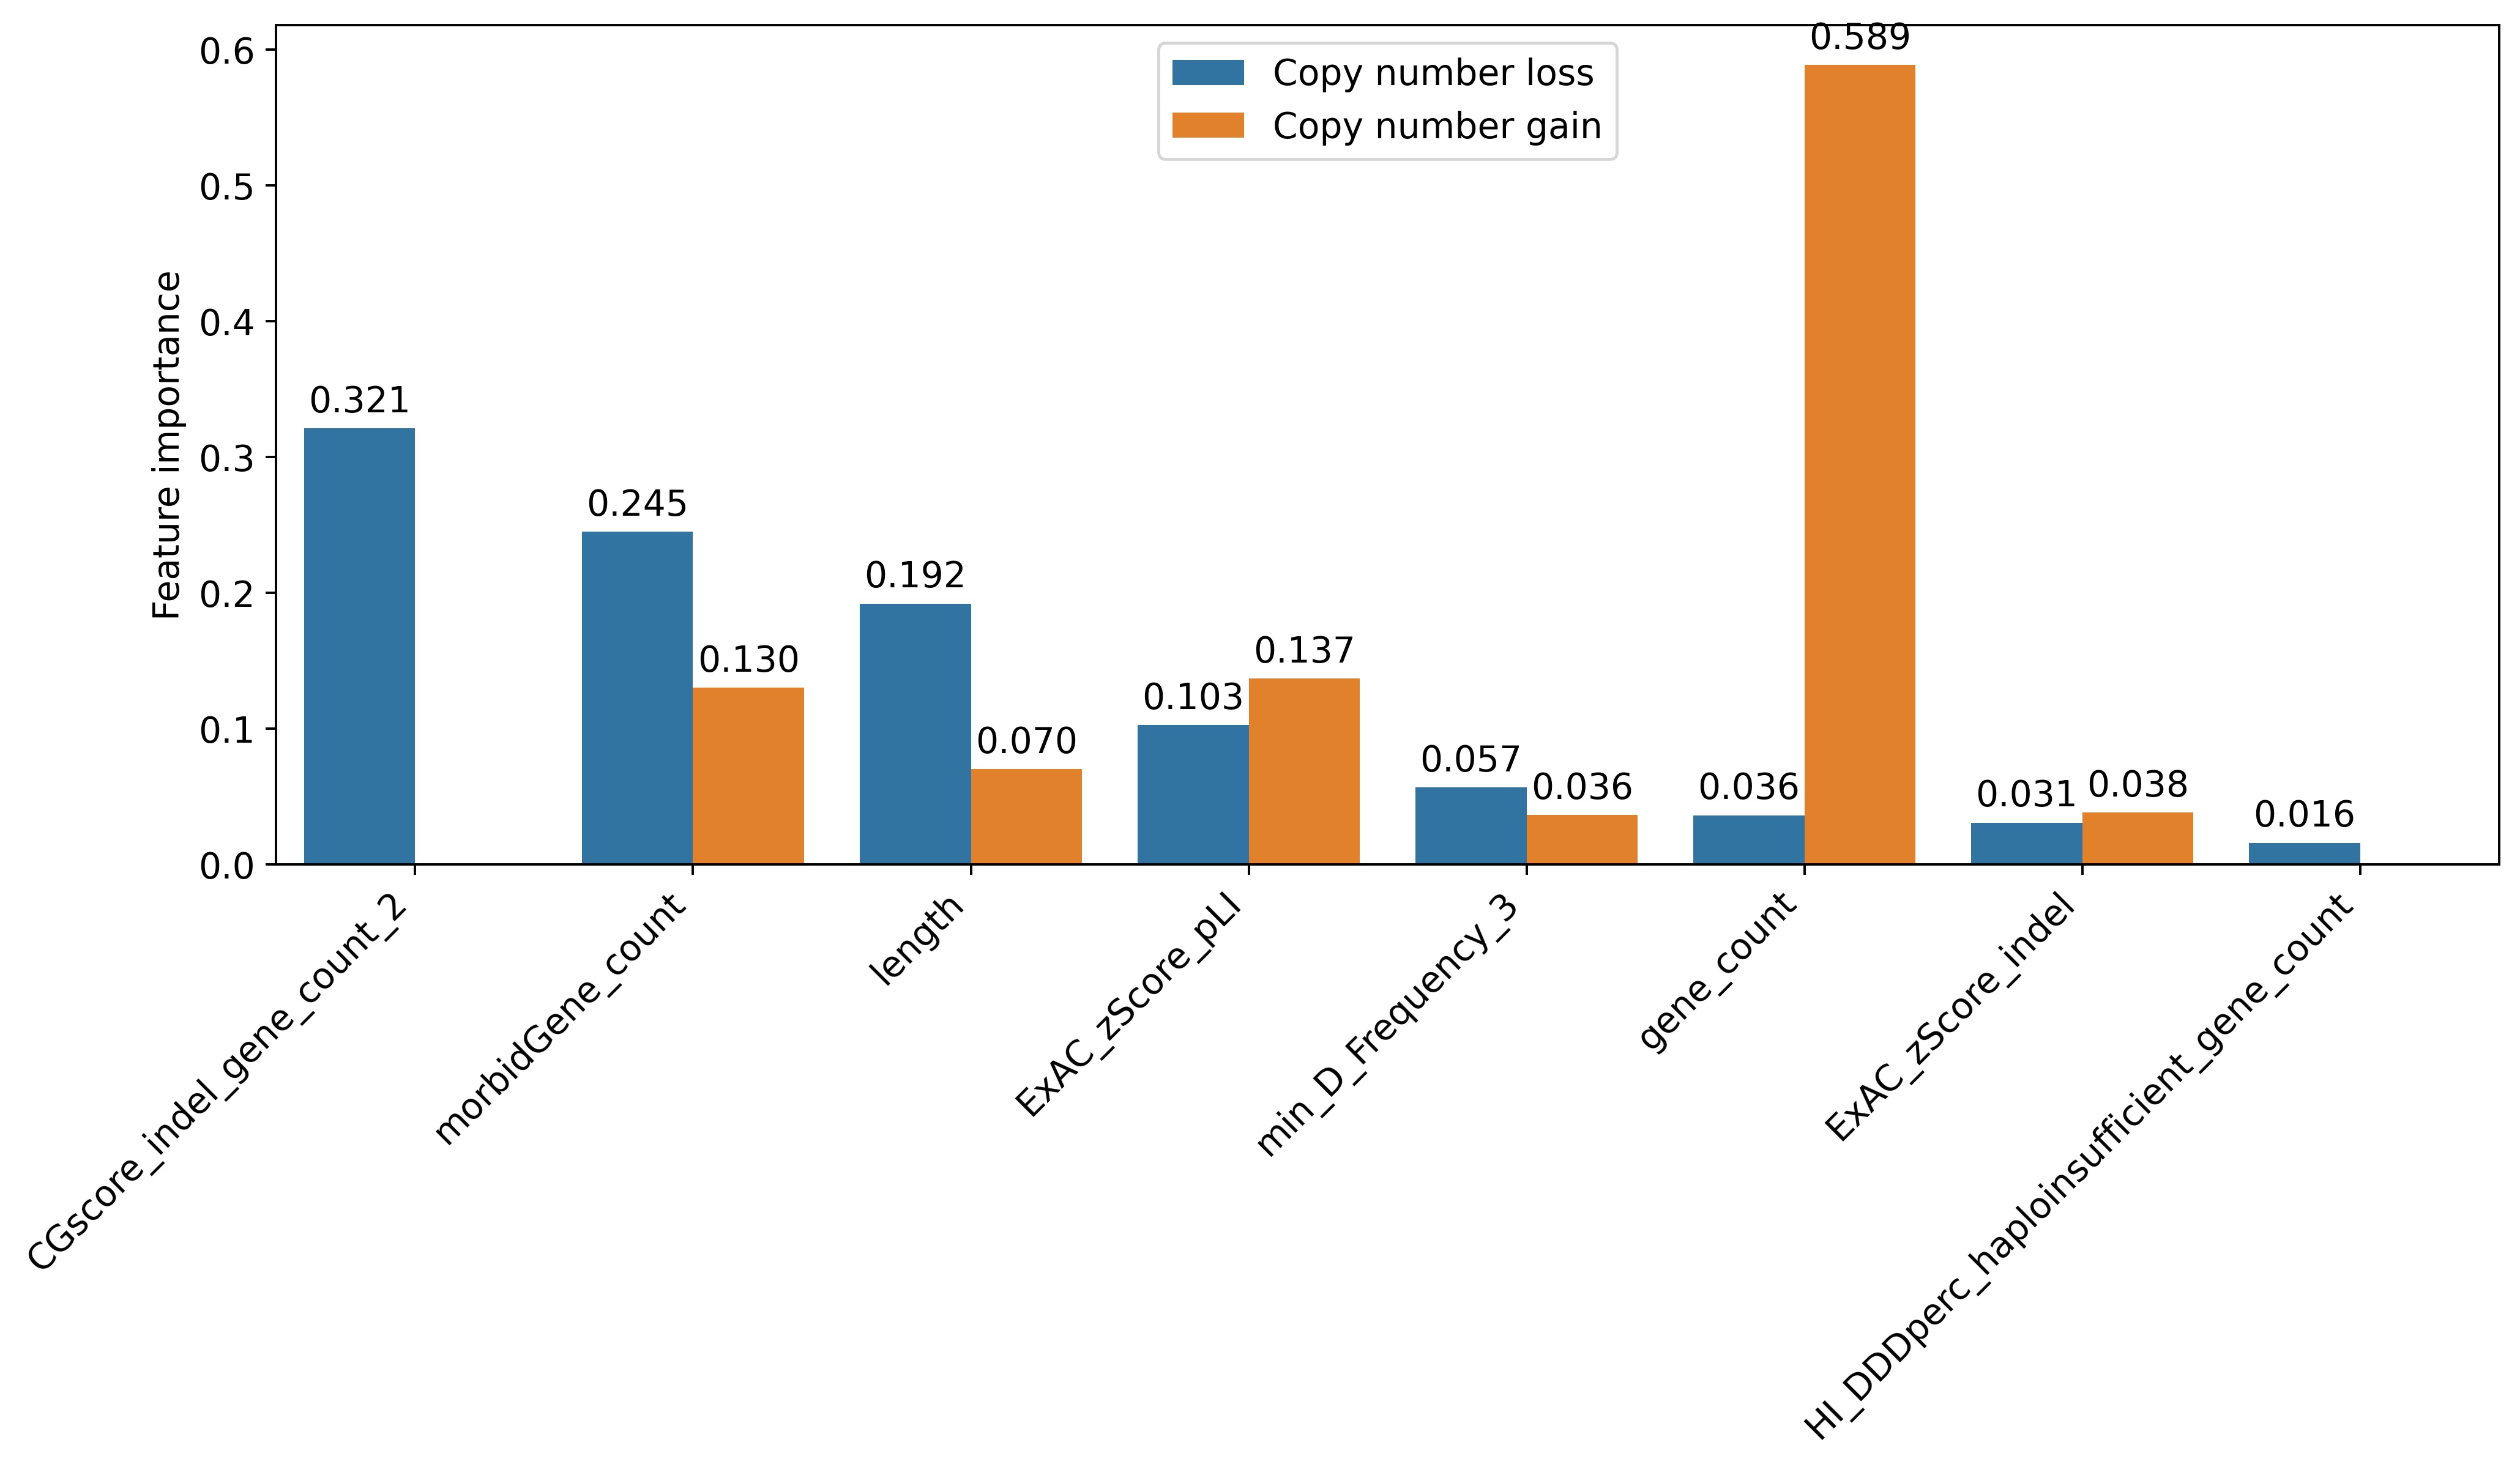 Copy number loss
Copy number gain
Feature importance
0.6
0.5
0.4
0.3
0.2
0.1
0.0
0.321
0.245
0.130
0.192
0.070
0.103
0.137
0.057
0.036
0.036
0.589
0.031
0.038
0.016
CGscore_indel_gene_count_2
morbidGene_count
length
ExAC_zScore_pLI
min_D_Frequency_3
gene_count
ExAC_zScore_indel
HI_DDDperc_haploinsufficient_gene_count